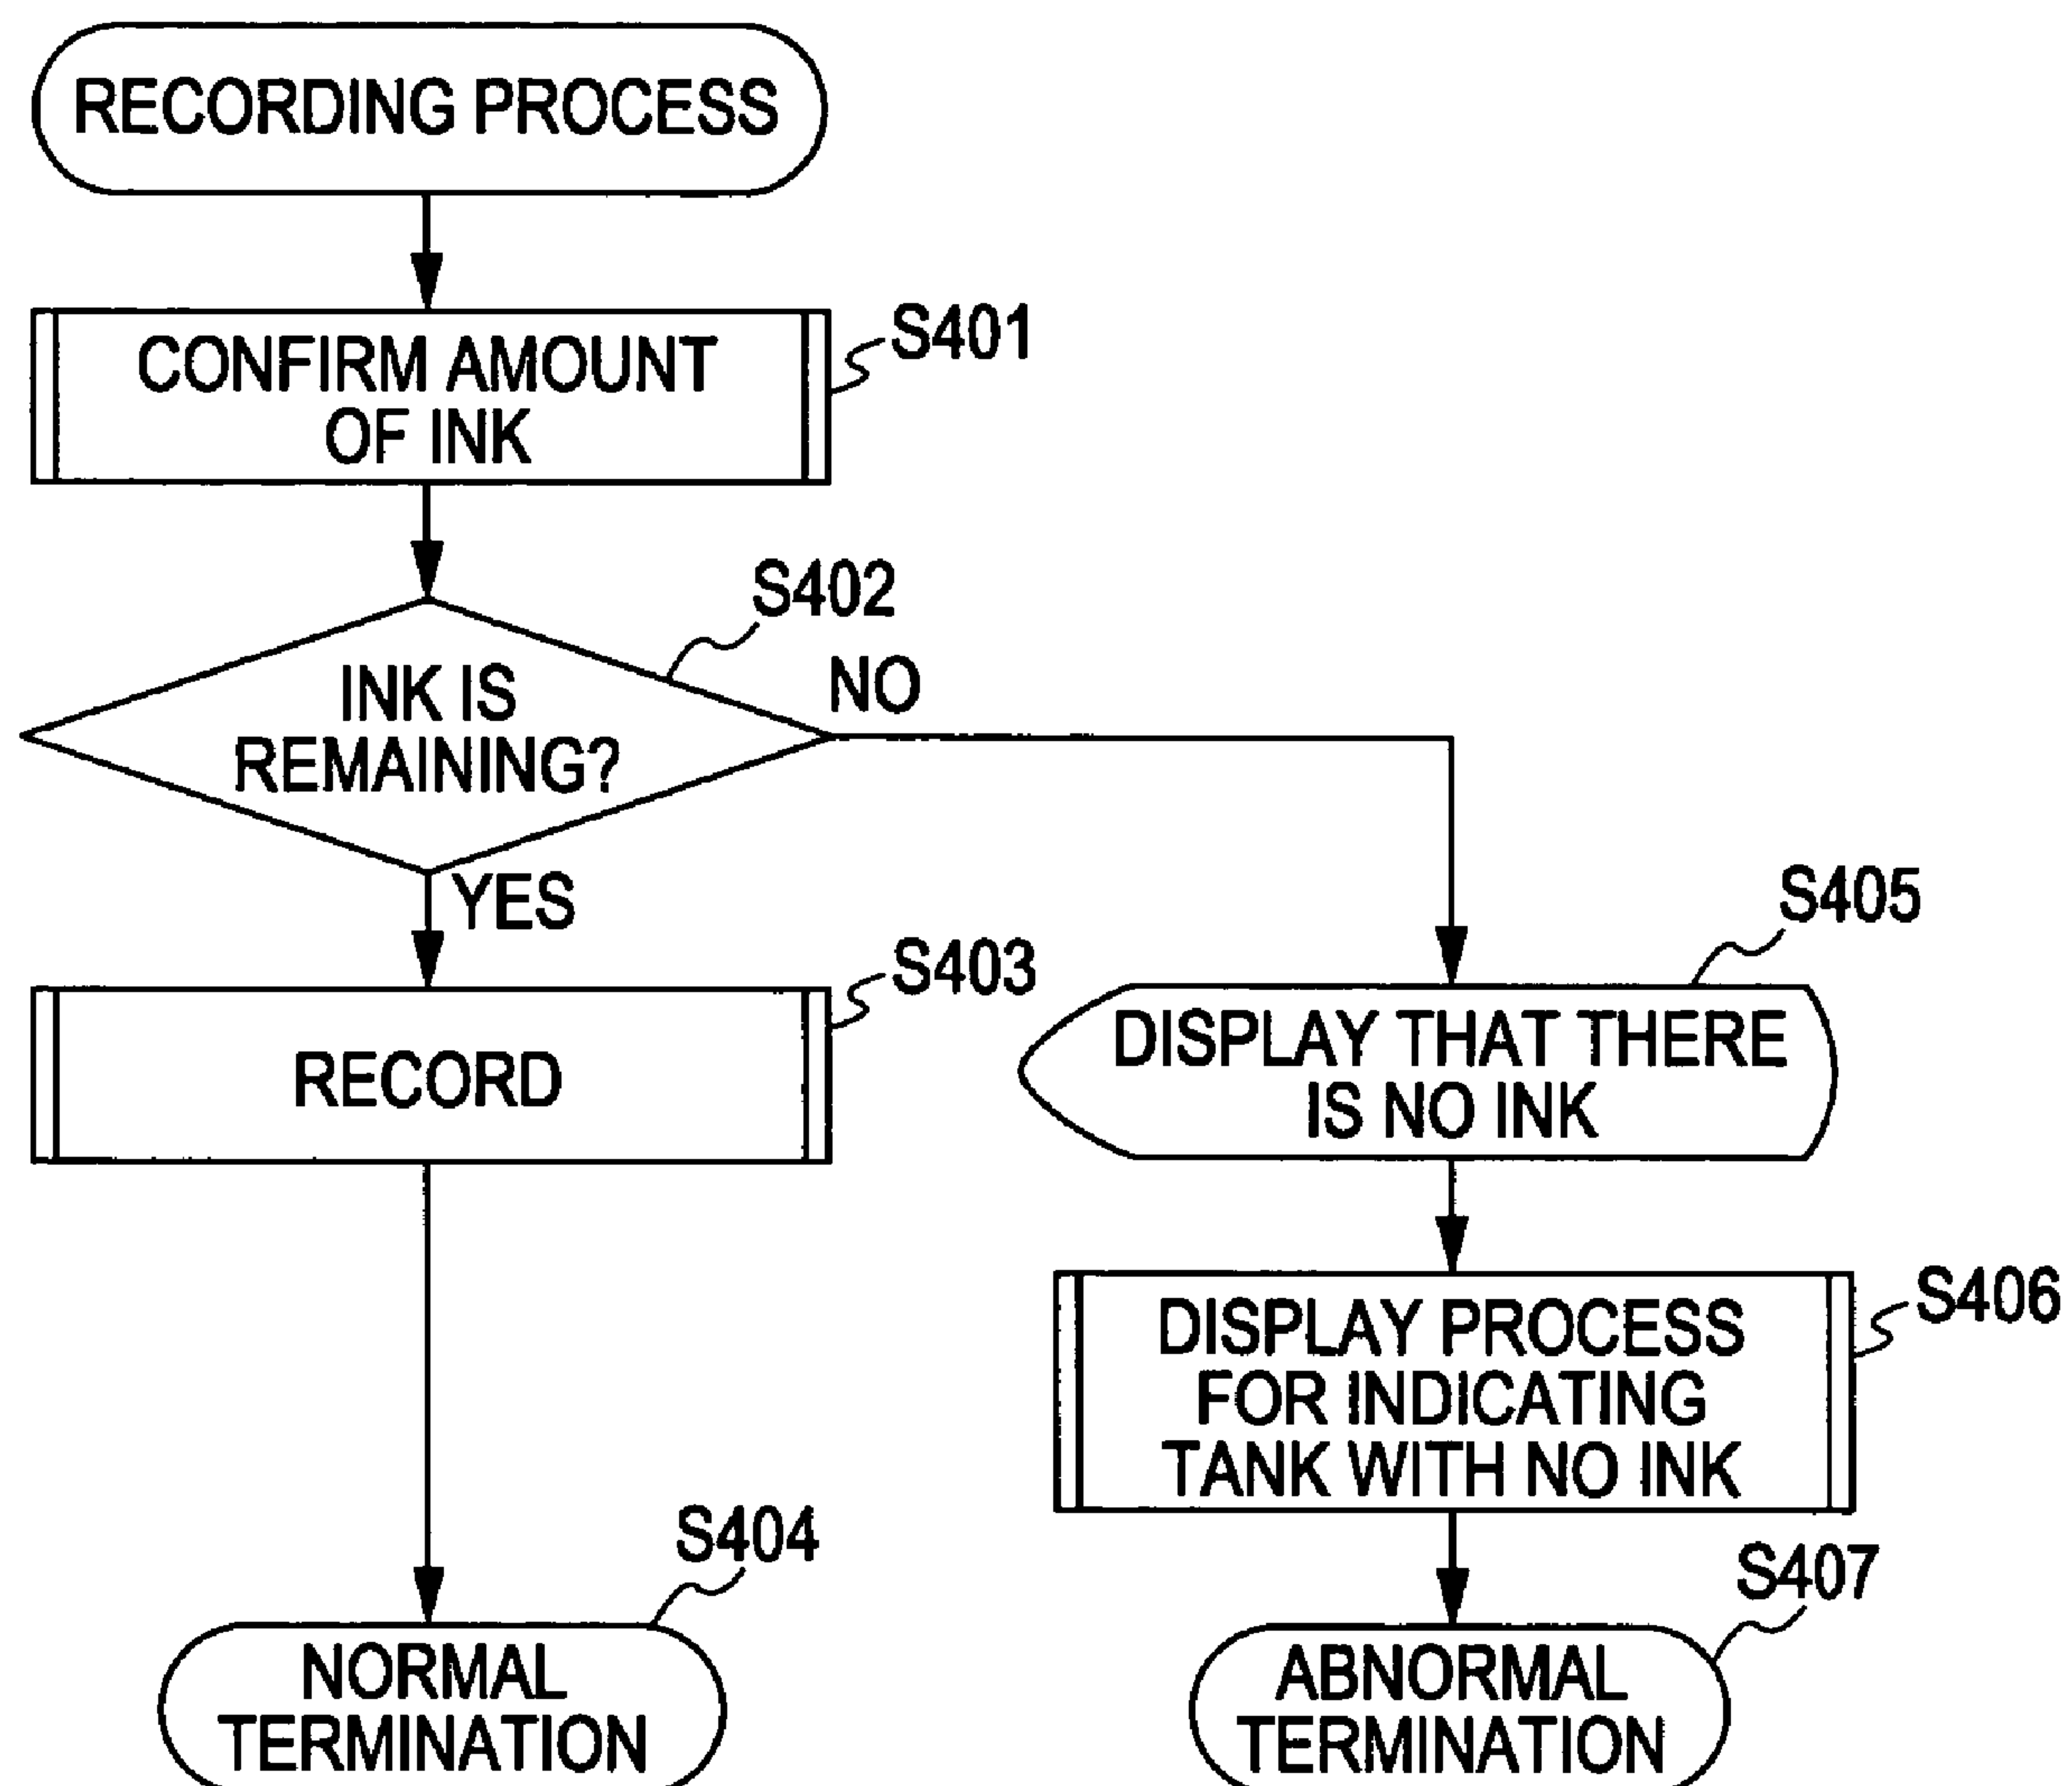 RECORDING PROCESS
CONFIRM AMOUNT
OF INK
S401
INK IS
REMAINING?
S402
NO
YES
RECORD
S403
NORMAL
TERMINATION
S404
DISPLAY THAT THERE
IS NO INK
S405
DISPLAY PROCESS
FOR INDICATING
TANK WITH NO INK
S406
ABNORMAL
TERMINATION
S407